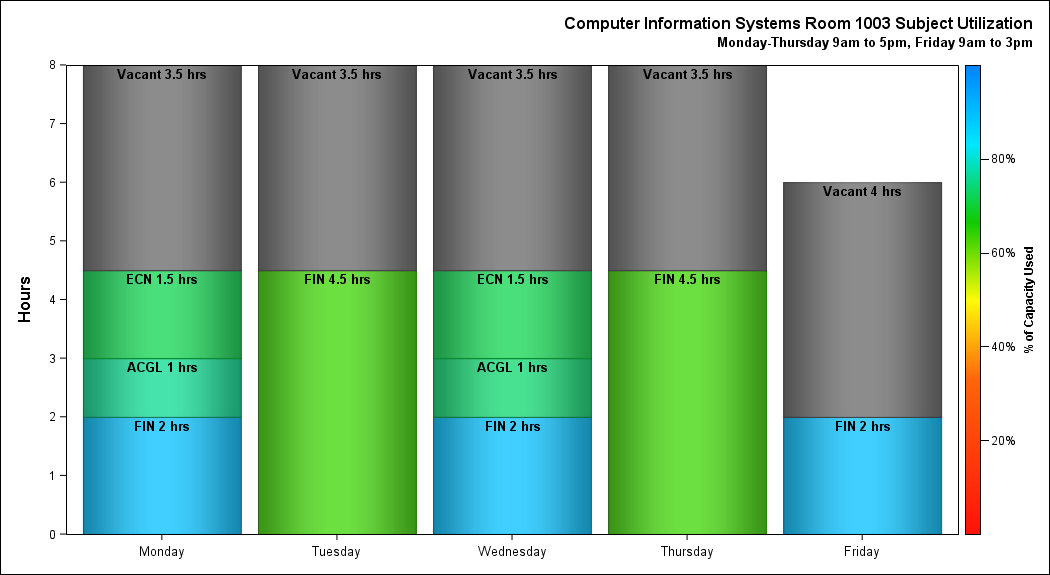 Computer Information Systems Room 1003 Subject Utilization
Monday-Thursday 9am to 5pm, Friday 9am to 3pm
8
7
6
5
4
3
2
1
0
Hours
Vacant 3.5 hrs
ECN 1.5 hrs
ACGL 1 hrs
FIN 2 hrs
Monday
Vacant 3.5 hrs
FIN 4.5 hrs
Tuesday
Vacant 3.5 hrs
ECN 1.5 hrs
ACGL 1 hrs
FIN 2 hrs
Wednesday
Vacant 3.5 hrs
FIN 4.5 hrs
Thursday
Vacant 4 hrs
FIN 2 hrs
Friday
80%
60%
40%
20%
% of Capacity Used